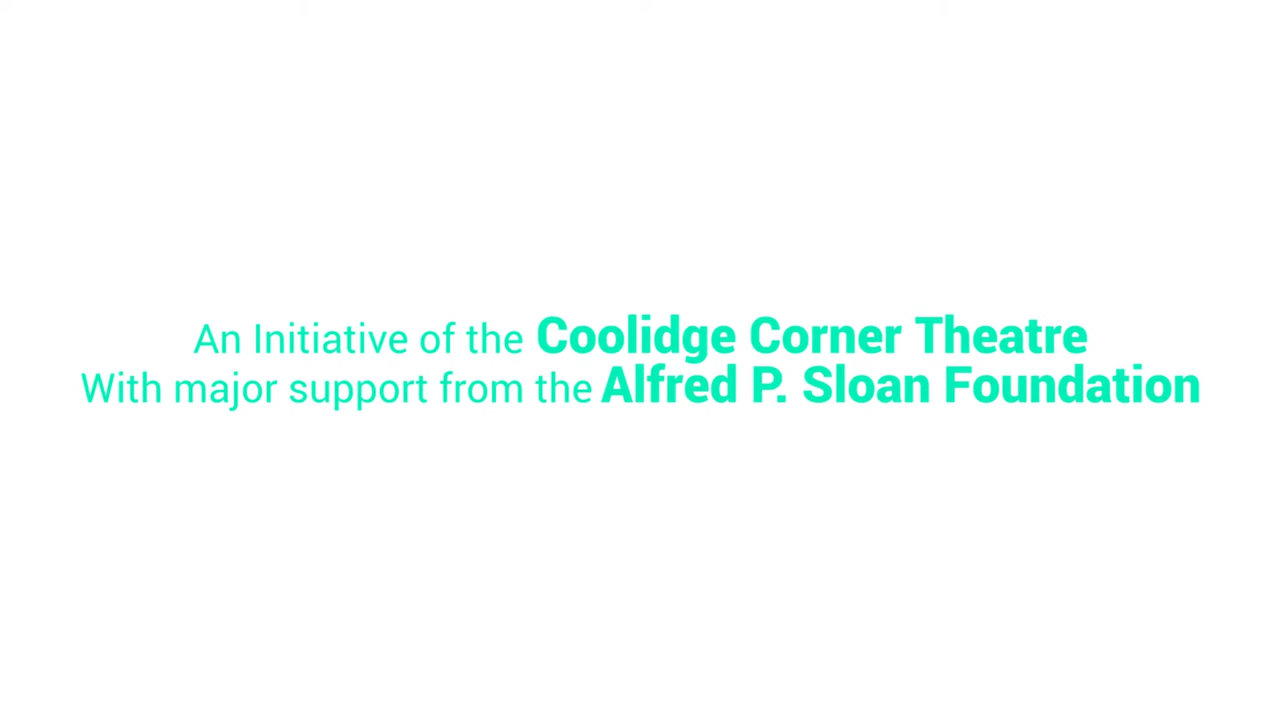 An Initiative of the Coolidge Corner Theatre
With major support from the Alfred P. Sloan Foundation